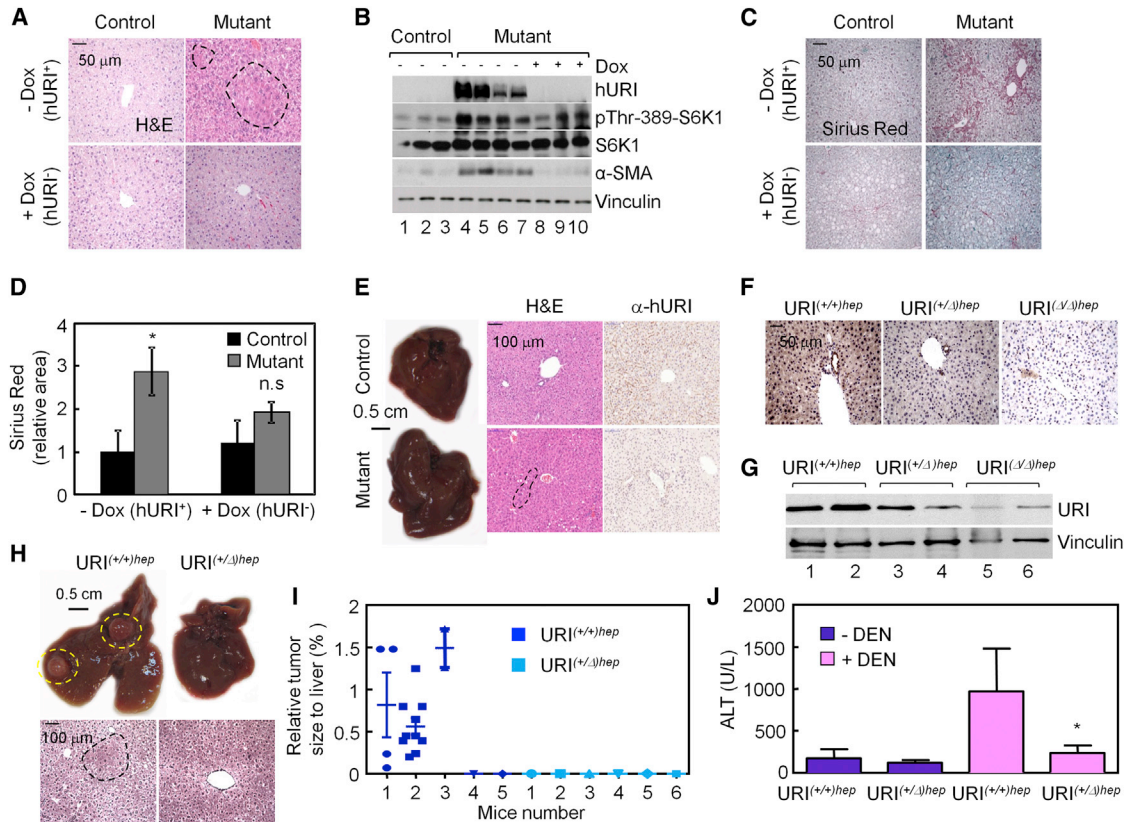 A
Control Mutant
50 μm
H&E
- Dox
(hURI⁺)
+ Dox
(hURI⁻)
B
Control Mutant
- - - - - - - + + + Dox
hURI
pThr-389-S6K1
S6K1
α-SMA
Vinculin
1 2 3 4 5 6 7 8 9 10
C
Control Mutant
50 μm
Sirius Red
- Dox
(hURI⁺)
+ Dox
(hURI⁻)
D
Sirius Red
(relative area)
4
3
2
1
0
*
Control
Mutant
n.s
- Dox (hURI⁺) + Dox (hURI⁻)
E
H&E α-hURI
Control
100 μm
0.5 cm
Mutant
F
URI(+/+)hep URI(+/Δ)hep URI(Δ/Δ)hep
50 μm
G
URI(+/+)hep URI(+/Δ)hep URI(Δ/Δ)hep
URI
Vinculin
1 2 3 4 5 6
H
URI(+/+)hep URI(+/Δ)hep
0.5 cm
100 μm
I
Relative tumor
size to liver (%)
2
1.5
1
0.5
0
URI(+/+)hep
URI(+/Δ)hep
1 2 3 4 5 1 2 3 4 5 6
Mice number
J
ALT (U/L)
2000
1500
1000
500
0
- DEN
+ DEN
*
URI(+/+)hep URI(+/Δ)hep URI(+/+)hep URI(+/Δ)hep